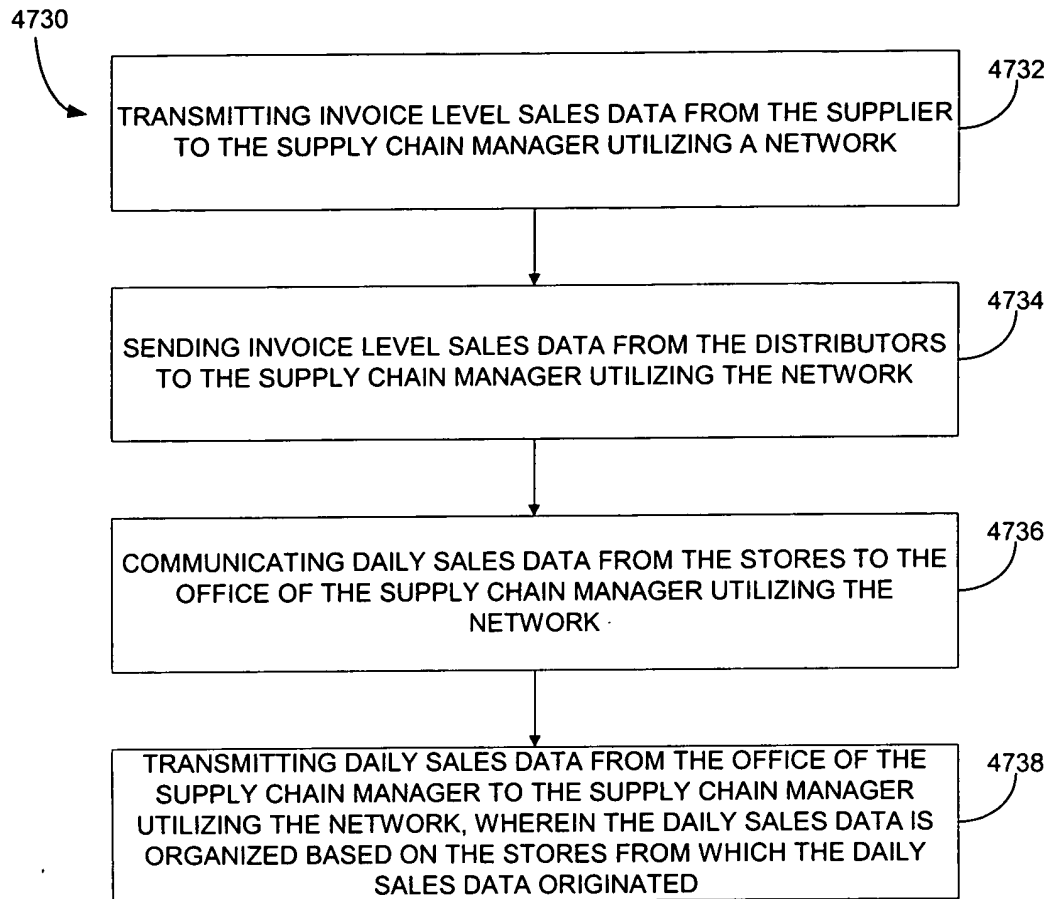 4730
4732
TRANSMITTING INVOICE LEVEL SALES DATA FROM THE SUPPLIER
TO THE SUPPLY CHAIN MANAGER UTILIZING A NETWORK
4734
SENDING INVOICE LEVEL SALES DATA FROM THE DISTRIBUTORS
TO THE SUPPLY CHAIN MANAGER UTILIZING THE NETWORK
4736
COMMUNICATING DAILY SALES DATA FROM THE STORES TO THE
OFFICE OF THE SUPPLY CHAIN MANAGER UTILIZING THE
NETWORK
4738
TRANSMITTING DAILY SALES DATA FROM THE OFFICE OF THE
SUPPLY CHAIN MANAGER TO THE SUPPLY CHAIN MANAGER
UTILIZING THE NETWORK, WHEREIN THE DAILY SALES DATA IS
ORGANIZED BASED ON THE STORES FROM WHICH THE DAILY
SALES DATA ORIGINATED